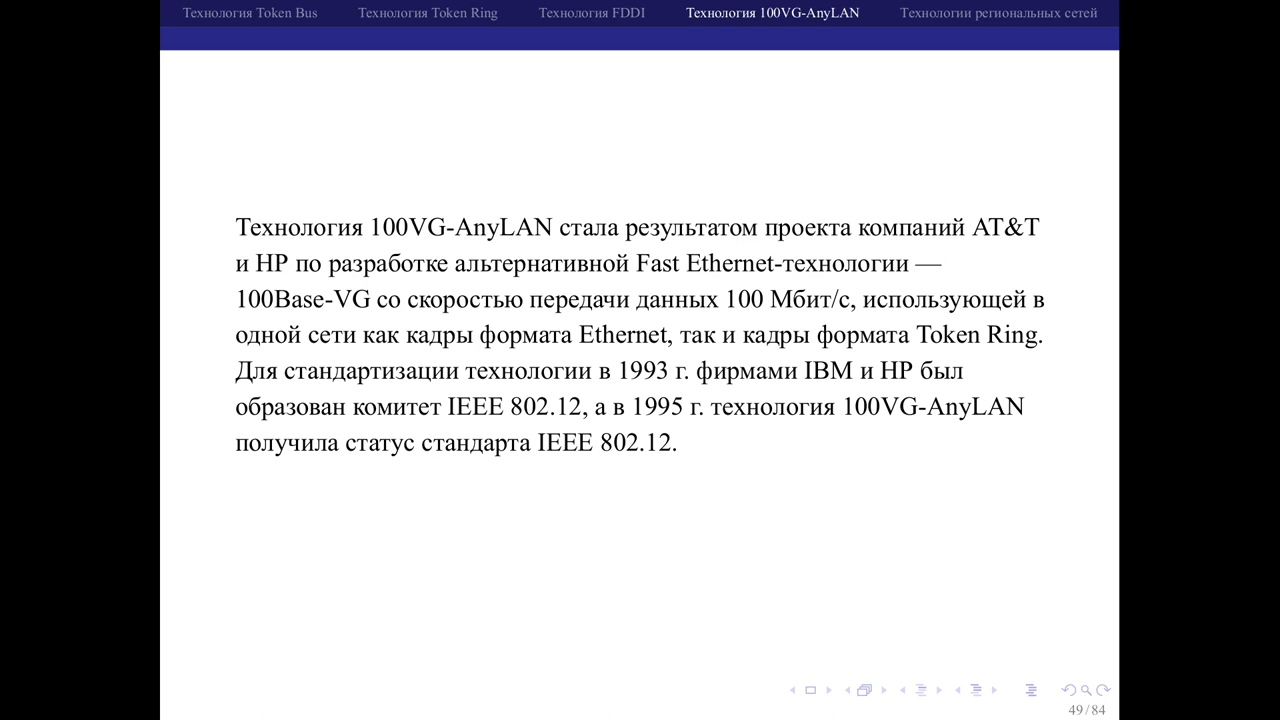 Технология Token Bus Технология Token Ring Технология FDDI Технология 100VG-AnyLAN Технологии региональных сетей
Технология 100VG-AnyLAN стала результатом проекта компаний AT&T
и HP по разработке альтернативной Fast Ethernet-технологии —
100Base-VG со скоростью передачи данных 100 Мбит/с, использующей в
одной сети как кадры формата Ethernet, так и кадры формата Token Ring.
Для стандартизации технологии в 1993 г. фирмами IBM и HP был
образован комитет IEEE 802.12, а в 1995 г. технология 100VG-AnyLAN
получила статус стандарта IEEE 802.12.
49 / 84